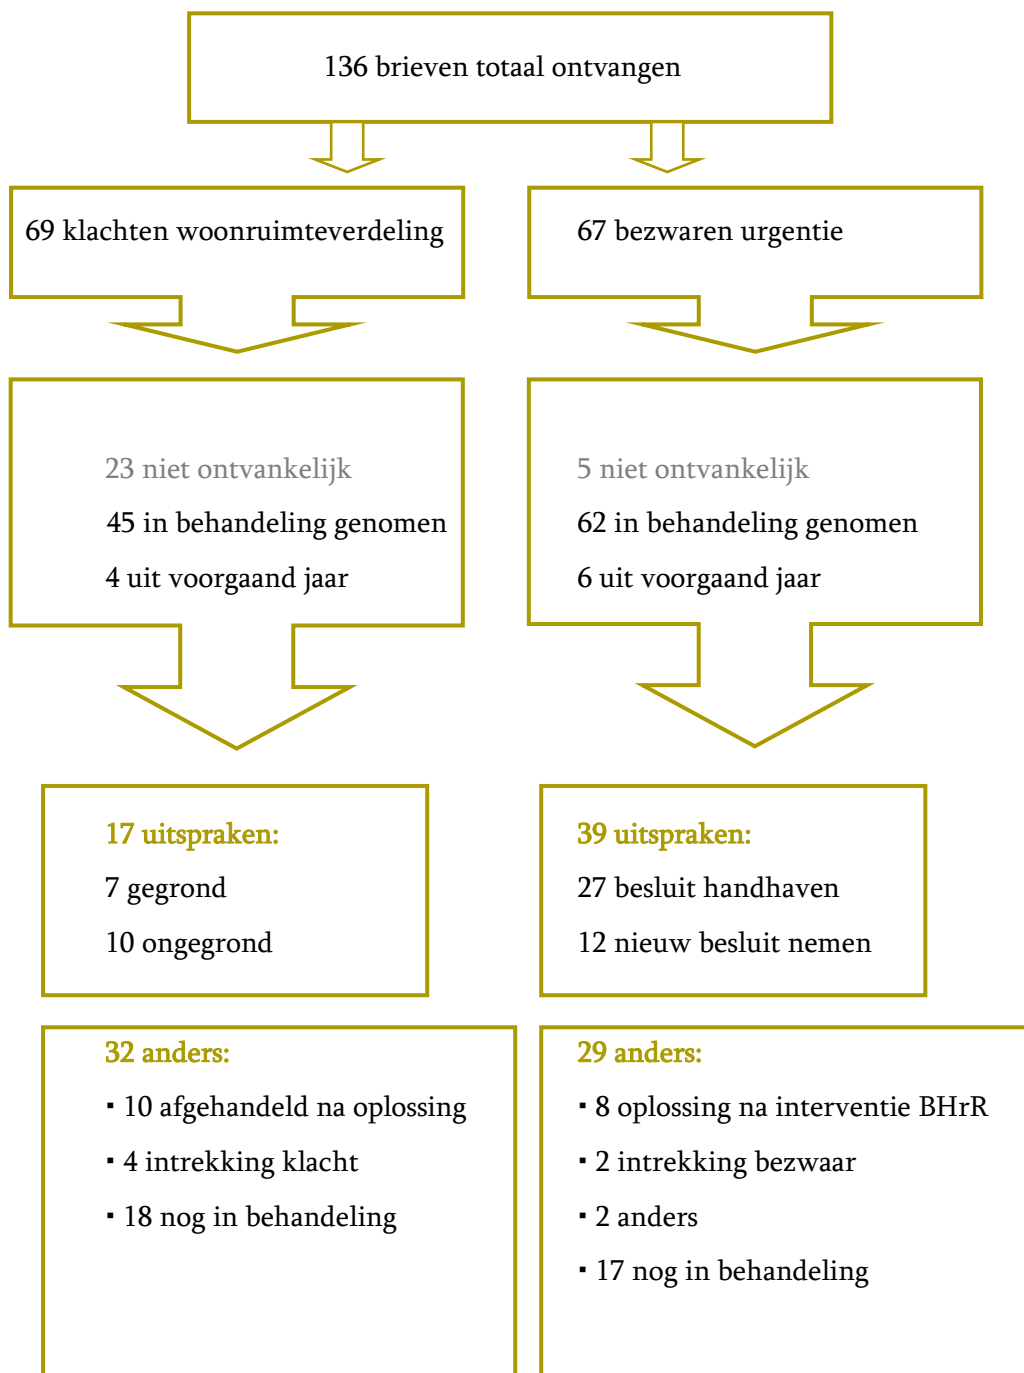 136 brieven totaal ontvangen
69 klachten woonruimteverdeling
67 bezwaren urgentie
23 niet ontvankelijk
45 in behandeling genomen
4 uit voorgaand jaar
5 niet ontvankelijk
62 in behandeling genomen
6 uit voorgaand jaar
17 uitspraken:
7 gegrond
10 ongegrond
39 uitspraken:
27 besluit handhaven
12 nieuw besluit nemen
32 anders:
▪ 10 afgehandeld na oplossing
▪ 4 intrekking klacht
▪ 18 nog in behandeling
29 anders:
▪ 8 oplossing na interventie BHrR
▪ 2 intrekking bezwaar
▪ 2 anders
▪ 17 nog in behandeling